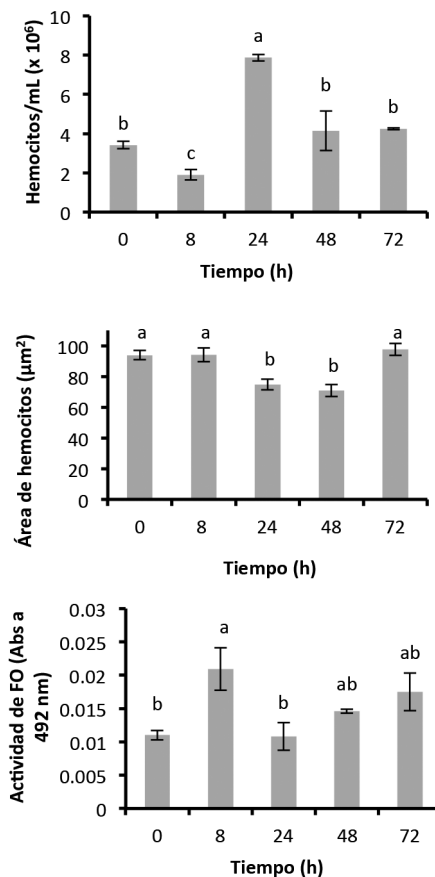 Hemocitos/mL (x 10⁶)
10
8
6
4
2
0
b
c
a
b
b
0 8 24 48 72
Tiempo (h)
Área de hemocitos (µm²)
100
80
60
40
20
0
a
a
b
b
a
0 8 24 48 72
Tiempo (h)
Actividad de FO (Abs a
492 nm)
0.03
0.025
0.02
0.015
0.01
0.005
0
b
a
b
ab
ab
0 8 24 48 72
Tiempo (h)